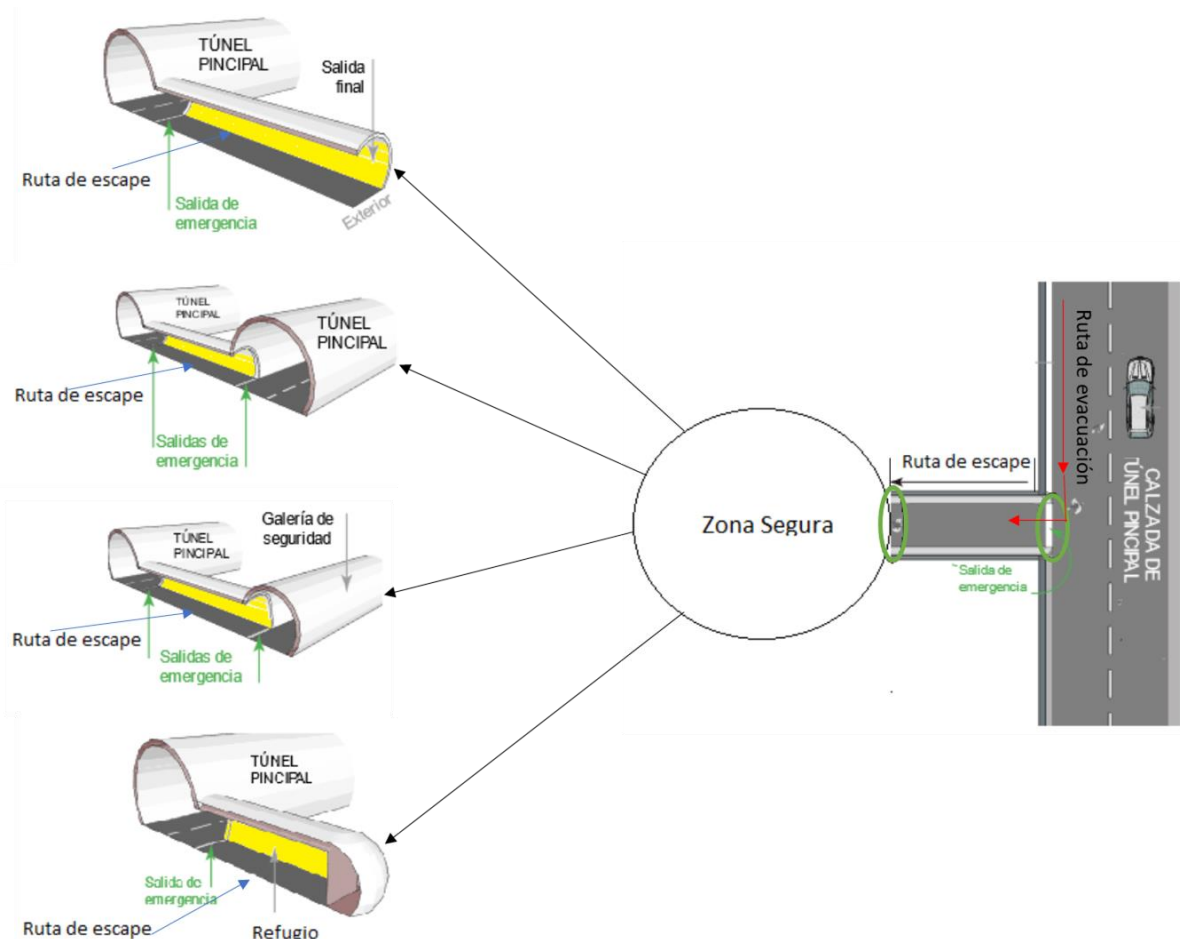 TÚNEL
PINCIPAL
Salida
final
Ruta de escape
Salida de
emergencia
Exterior
TÚNEL
PINCIPAL
TÚNEL
PINCIPAL
Ruta de escape
Salidas de
emergencia
TÚNEL
PINCIPAL
Galería de
seguridad
Ruta de escape
Salidas de
emergencia
TÚNEL
PINCIPAL
Salida de
emergencia
Ruta de escape
Refugio
Zona Segura
Ruta de escape
Salida de
emergencia
Ruta de evacuación
CALZADA DE
TÚNEL PINCIPAL